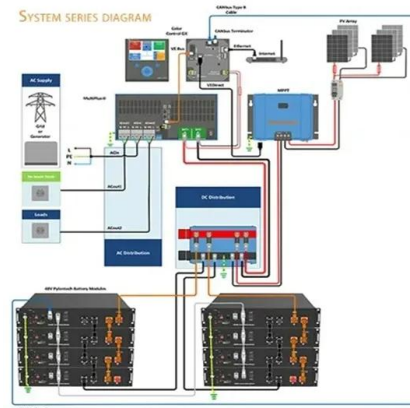 SYSTEM SERIES DIAGRAM
CANbus Type B
Cable
Color
Control GX
CANbus Terminator
Ethernet
Internet
PV Array
VE Bus
VEDirect
AC Supply
MultiPlus-II
MPPT
Grid
or
Generator
L
PE
N
ACin
ACout1
Loads
ACout2
DC Distribution
AC Distribution
48V Pylontech Battery Modules